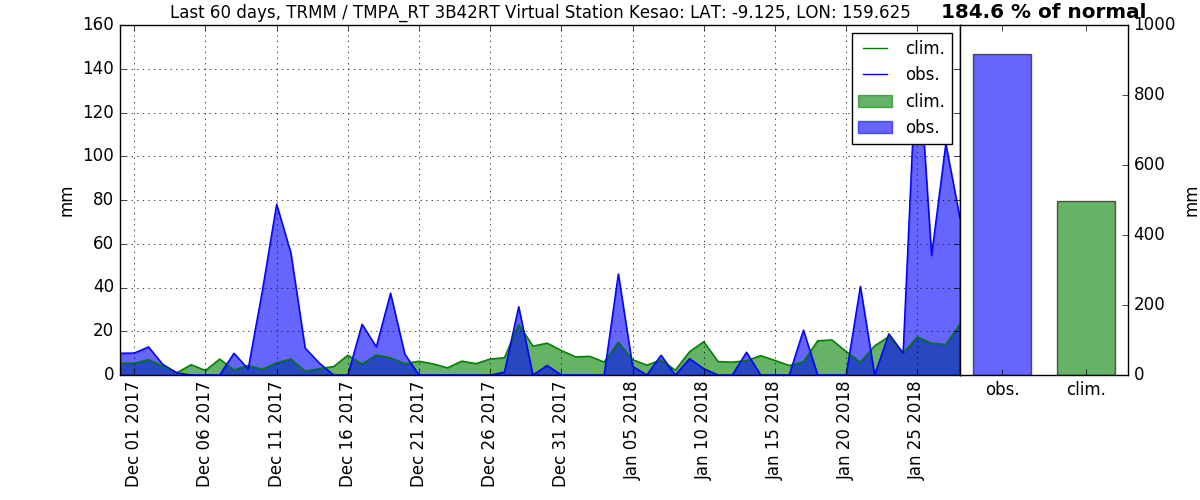 Last 60 days, TRMM / TMPA_RT 3B42RT Virtual Station Kesao: LAT: -9.125, LON: 159.625
184.6 % of normal
160
140
120
100
80
60
40
20
0
mm
clim.
obs.
clim.
obs.
1000
800
600
400
200
0
mm
Dec 01 2017
Dec 06 2017
Dec 11 2017
Dec 16 2017
Dec 21 2017
Dec 26 2017
Dec 31 2017
Jan 05 2018
Jan 10 2018
Jan 15 2018
Jan 20 2018
Jan 25 2018
obs.
clim.